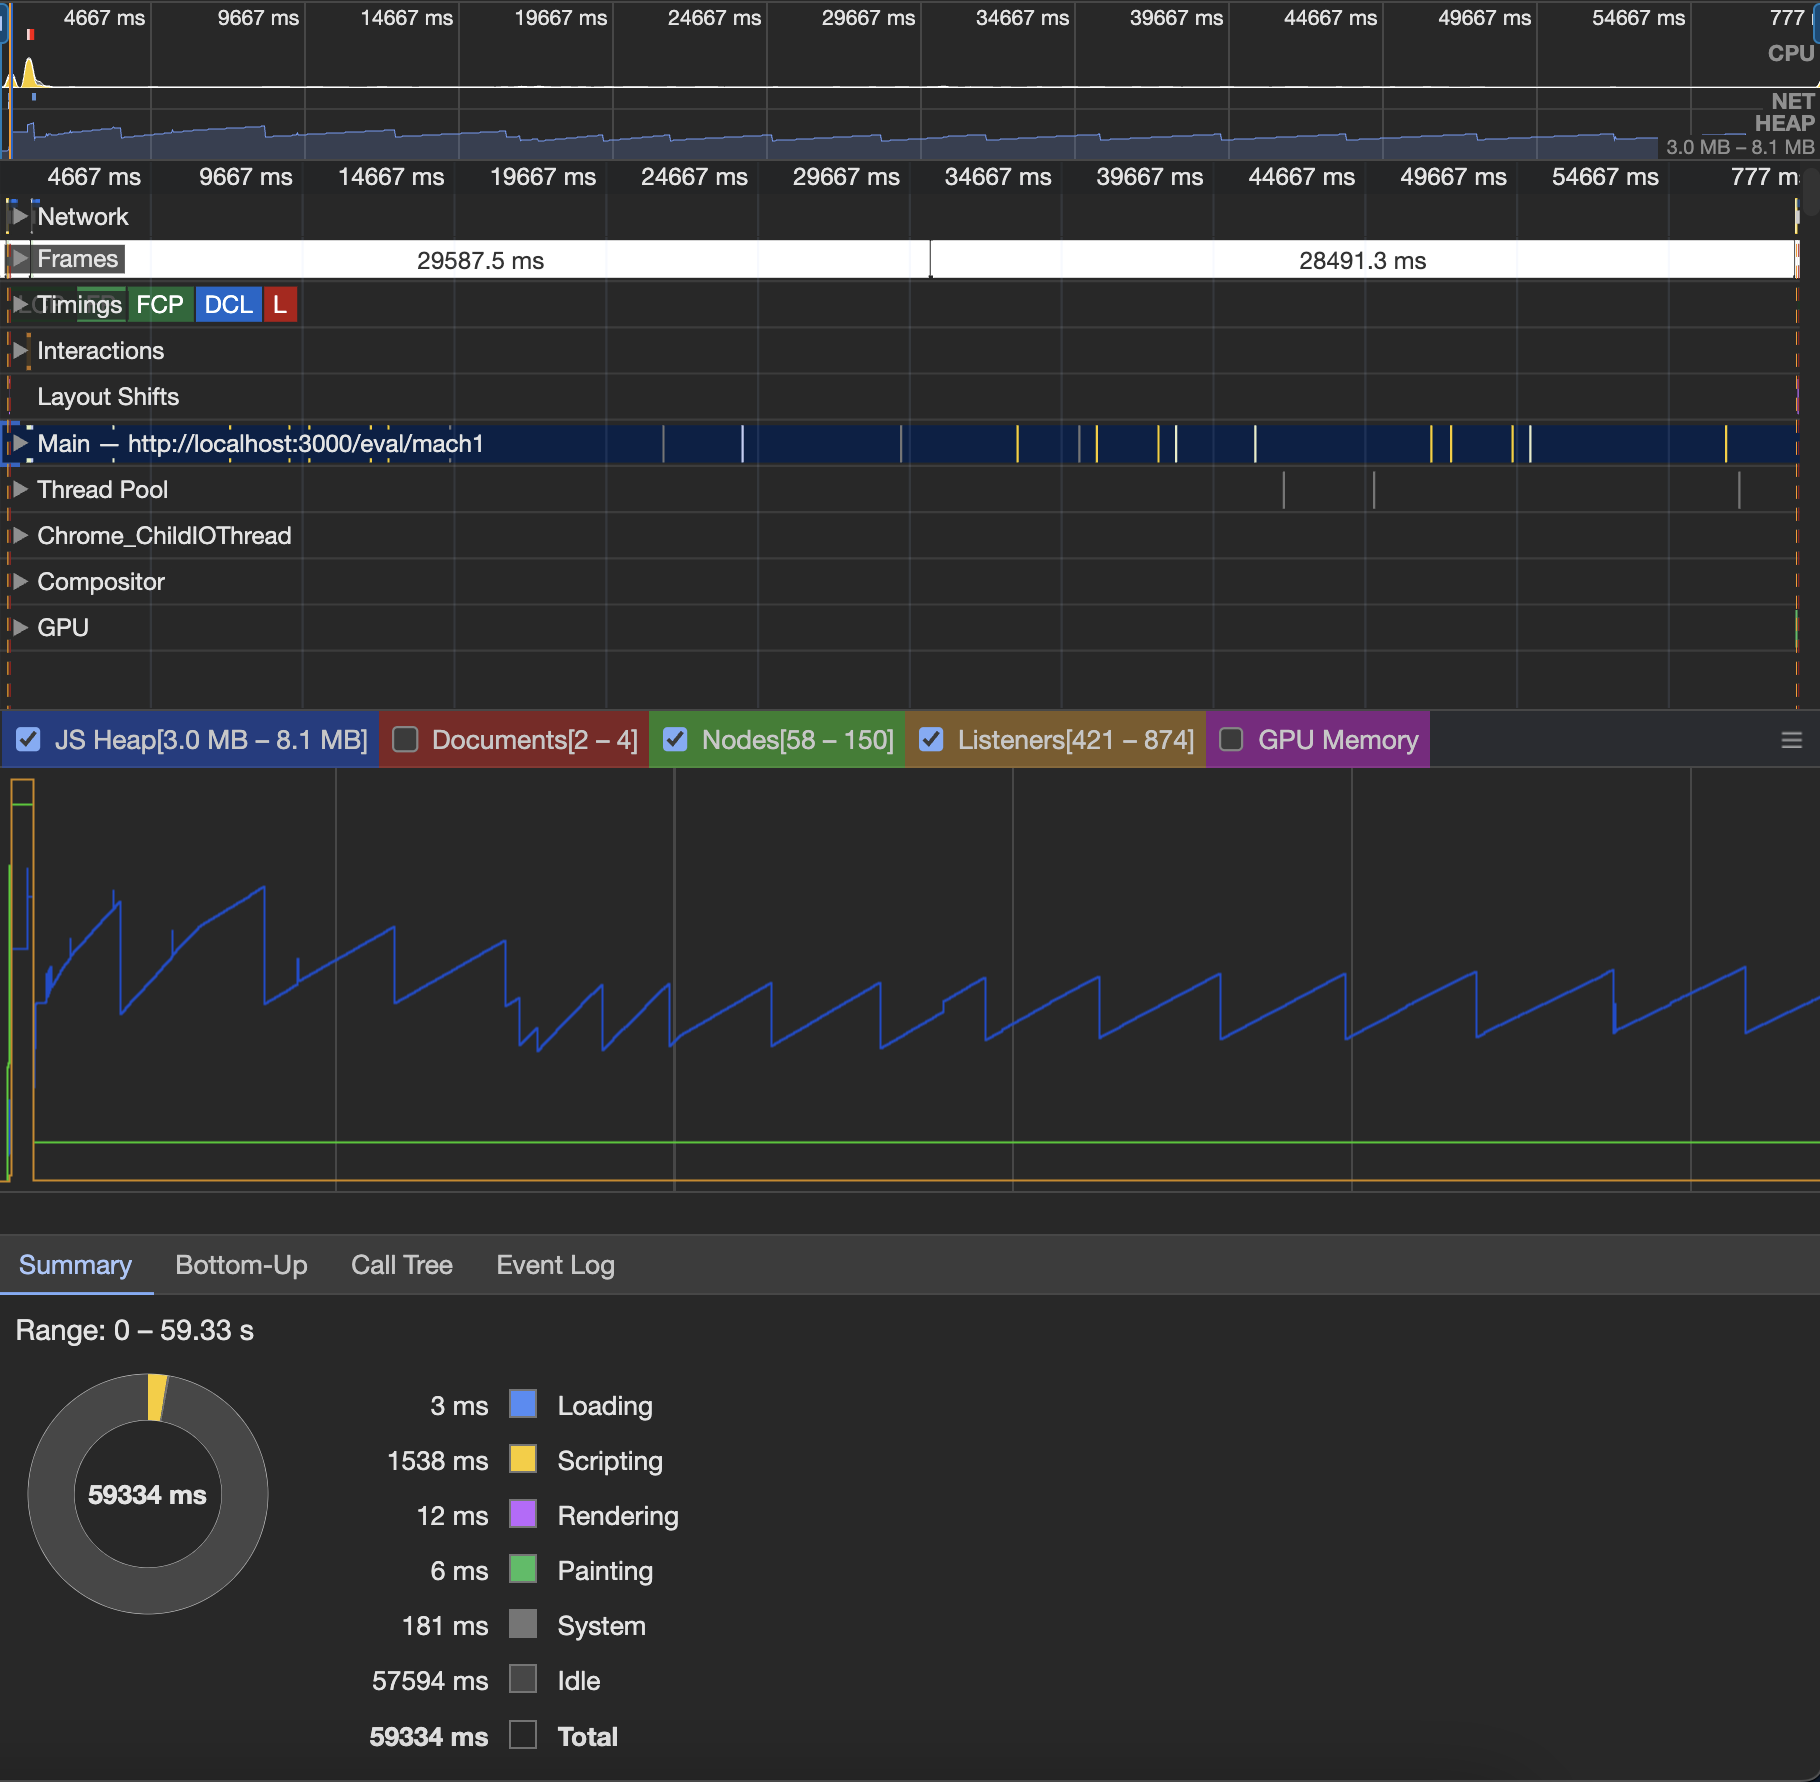 4667 ms 9667 ms 14667 ms 19667 ms 24667 ms 29667 ms 34667 ms 39667 ms 44667 ms 49667 ms 54667 ms 777
CPU
NET
HEAP
3.0 MB – 8.1 MB
4667 ms 9667 ms 14667 ms 19667 ms 24667 ms 29667 ms 34667 ms 39667 ms 44667 ms 49667 ms 54667 ms 777 m
Network
Frames 29587.5 ms 28491.3 ms
Timings FCP DCL L
Interactions
Layout Shifts
Main — http://localhost:3000/eval/mach1
Thread Pool
Chrome_ChildIOThread
Compositor
GPU
JS Heap[3.0 MB – 8.1 MB] Documents[2 – 4] Nodes[58 – 150] Listeners[421 – 874] GPU Memory
Summary Bottom-Up Call Tree Event Log
Range: 0 – 59.33 s
59334 ms
3 ms Loading
1538 ms Scripting
12 ms Rendering
6 ms Painting
181 ms System
57594 ms Idle
59334 ms Total